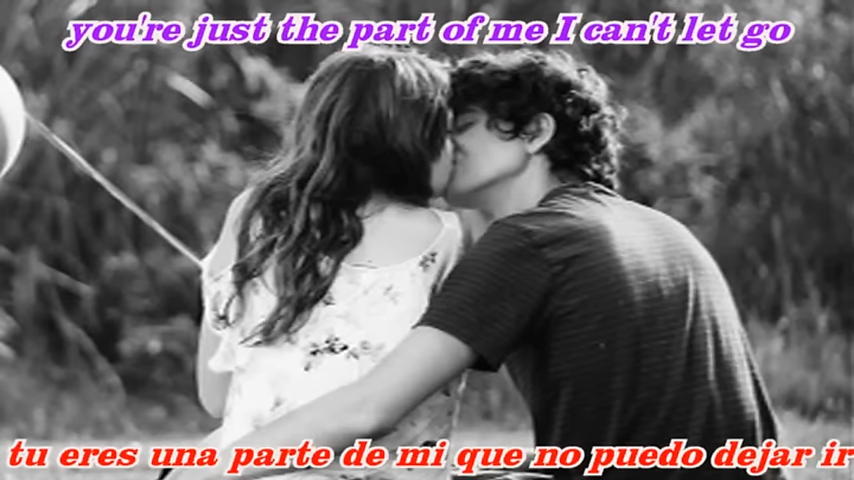 you're just the part of me I can't let go
tu eres una parte de mi que no puedo dejar ir